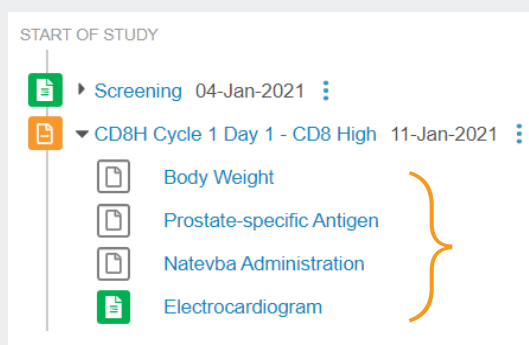 START OF STUDY
Screening 04-Jan-2021
CD8H Cycle 1 Day 1 - CD8 High 11-Jan-2021
Body Weight
Prostate-specific Antigen
Natevba Administration
Electrocardiogram